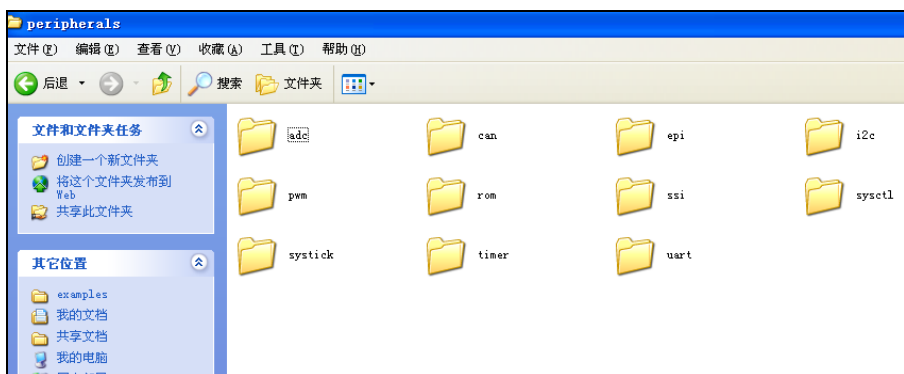 peripherals
文件(F) 编辑(E) 查看(V) 收藏(A) 工具(T) 帮助(H)
后退 搜索 文件夹
文件和文件夹任务
创建一个新文件夹
将这个文件夹发布到
Web
共享此文件夹
其它位置
examples
我的文档
共享文档
我的电脑
adc can epi i2c
pwm rom ssi sysctl
systick timer uart